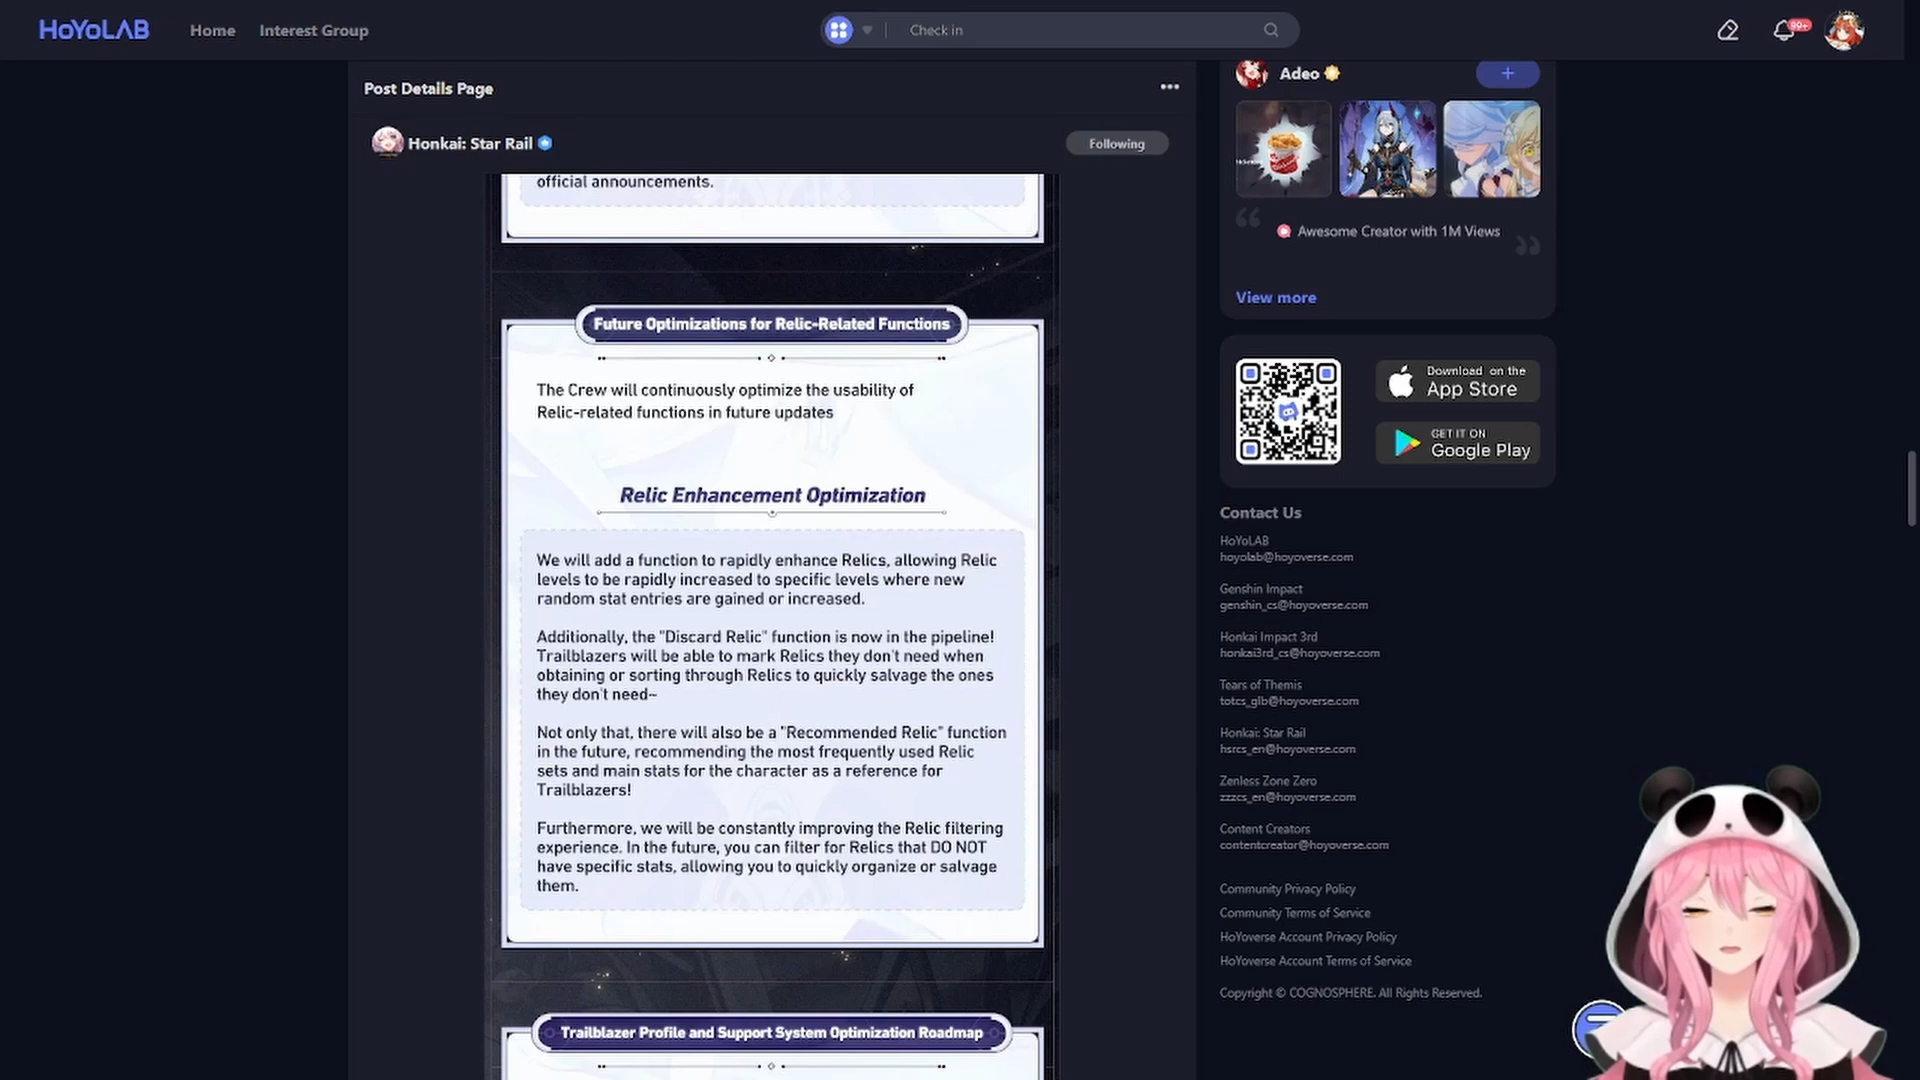 HoYoLAB
Home
Interest Group
Check in
99+
Post Details Page
Honkai: Star Rail
Following
official announcements.
Future Optimizations for Relic-Related Functions
The Crew will continuously optimize the usability of
Relic-related functions in future updates
Relic Enhancement Optimization
We will add a function to rapidly enhance Relics, allowing Relic
levels to be rapidly increased to specific levels where new
random stat entries are gained or increased.
Additionally, the "Discard Relic" function is now in the pipeline!
Trailblazers will be able to mark Relics they don't need when
obtaining or sorting through Relics to quickly salvage the ones
they don't need~
Not only that, there will also be a "Recommended Relic" function
in the future, recommending the most frequently used Relic
sets and main stats for the character as a reference for
Trailblazers!
Furthermore, we will be constantly improving the Relic filtering
experience. In the future, you can filter for Relics that DO NOT
have specific stats, allowing you to quickly organize or salvage
them.
Trailblazer Profile and Support System Optimization Roadmap
Adeo
+
Awesome Creator with 1M Views
View more
Download on the
App Store
GET IT ON
Google Play
Contact Us
HoYoLAB
hoyolab@hoyoverse.com
Genshin Impact
genshin_cs@hoyoverse.com
Honkai Impact 3rd
honkai3rd_cs@hoyoverse.com
Tears of Themis
totcs_glb@hoyoverse.com
Honkai: Star Rail
hsrcs_en@hoyoverse.com
Zenless Zone Zero
zzzcs_en@hoyoverse.com
Content Creators
contentcreator@hoyoverse.com
Community Privacy Policy
Community Terms of Service
HoYoverse Account Privacy Policy
HoYoverse Account Terms of Service
Copyright © COGNOSPHERE. All Rights Reserved.